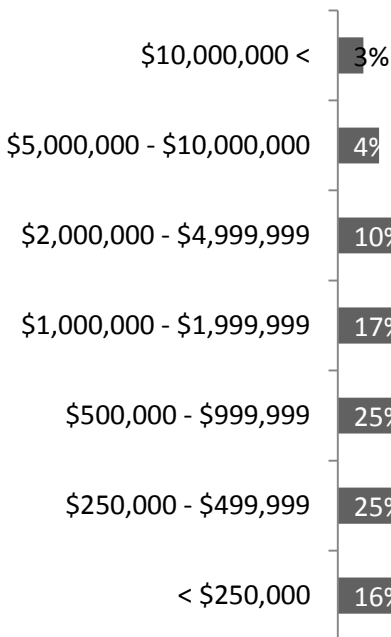 $10,000,000 < 3%
$5,000,000 - $10,000,000 4%
$2,000,000 - $4,999,999 10%
$1,000,000 - $1,999,999 17%
$500,000 - $999,999 25%
$250,000 - $499,999 25%
< $250,000 16%